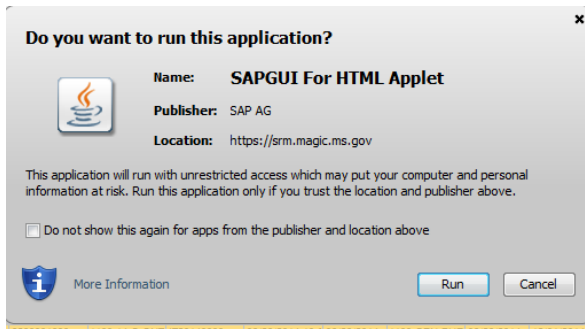 x
Do you want to run this application?
Name: SAPGUI For HTML Applet
Publisher: SAP AG
Location: https://srm.magic.ms.gov
This application will run with unrestricted access which may put your computer and personal
information at risk. Run this application only if you trust the location and publisher above.
Do not show this again for apps from the publisher and location above
More Information
Run
Cancel